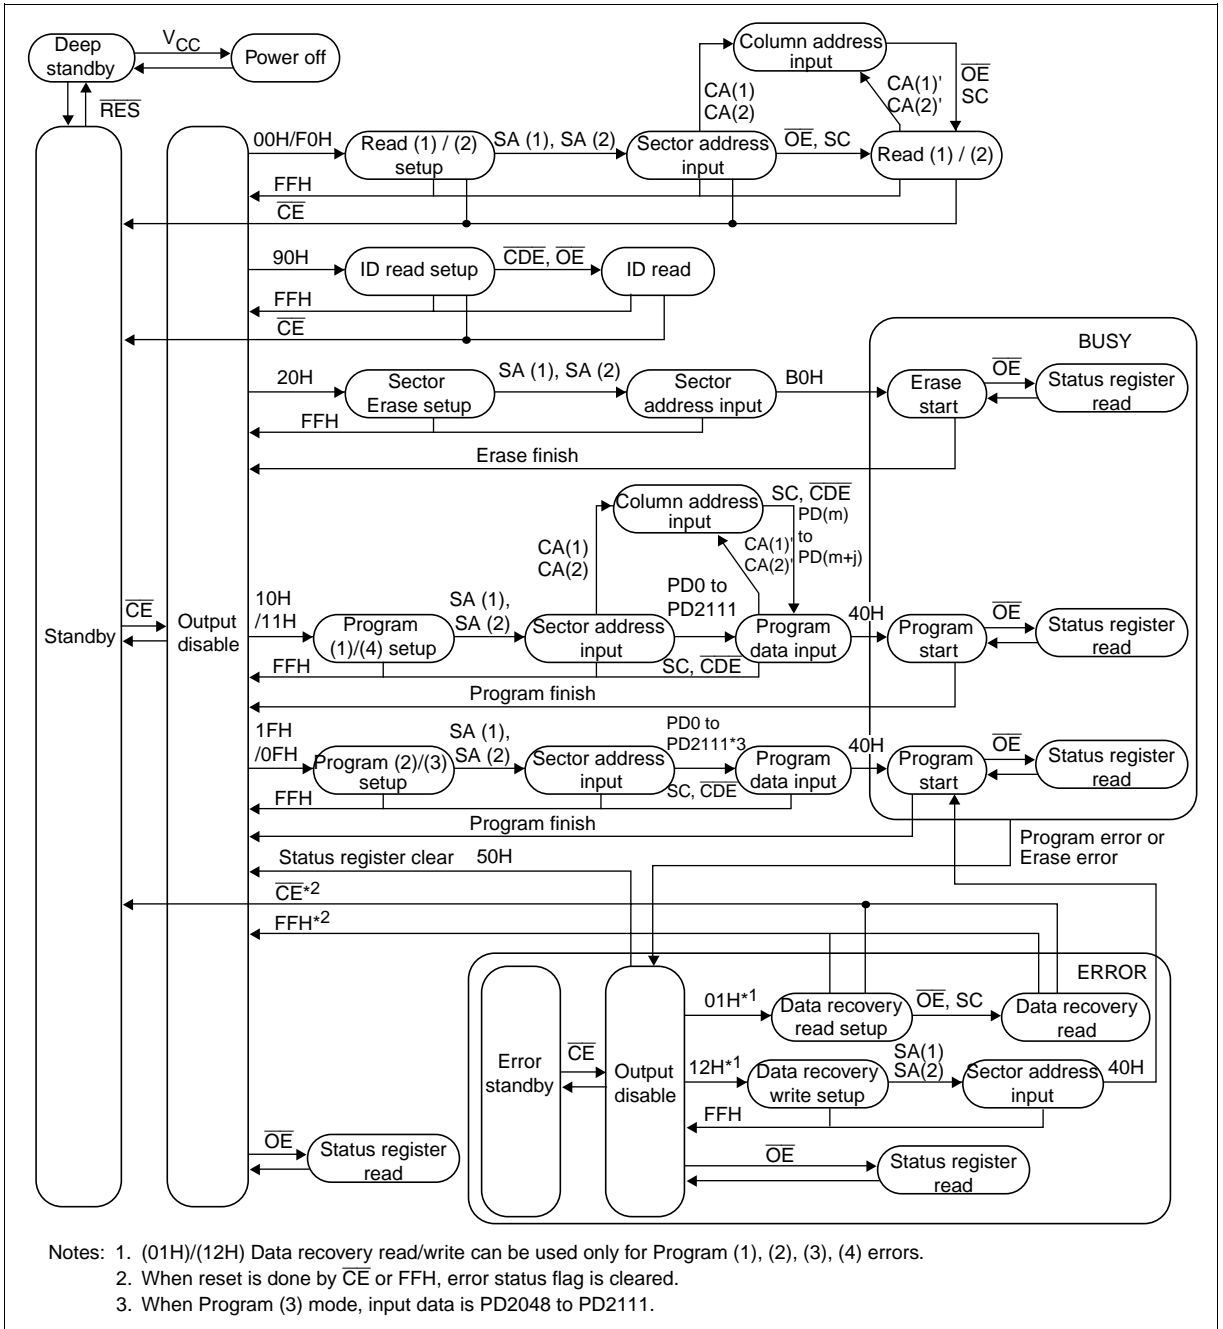 Deep
standby
VCC
Power off
RES
Column address
input
CA(1)
CA(2)
CA(1)'
CA(2)'
OE
SC
00H/F0H
Read (1) / (2)
setup
SA (1), SA (2)
Sector address
input
OE, SC
Read (1) / (2)
FFH
CE
90H
ID read setup
CDE, OE
ID read
FFH
CE
BUSY
20H
Sector
Erase setup
SA (1), SA (2)
Sector
address input
B0H
Erase
start
OE
Status register
read
FFH
Erase finish
Column address
input
SC, CDE
PD(m)
to
PD(m+j)
CA(1)
CA(2)
CA(1)'
CA(2)'
Standby
CE
Output
disable
10H
/11H
Program
(1)/(4) setup
SA (1),
SA (2)
Sector address
input
PD0 to
PD2111
SC, CDE
Program
data input
40H
Program
start
OE
Status register
read
FFH
Program finish
1FH
/0FH
Program (2)/(3)
setup
SA (1),
SA (2)
Sector address
input
PD0 to
PD2111*3
SC, CDE
Program
data input
40H
Program
start
OE
Status register
read
FFH
Program finish
Program error or
Erase error
Status register clear 50H
CE*2
FFH*2
ERROR
Error
standby
CE
Output
disable
01H*1
Data recovery
read setup
OE, SC
Data recovery
read
12H*1
Data recovery
write setup
SA(1)
SA(2)
Sector address
input
40H
FFH
OE
Status register
read
OE
Status register
read
Notes: 1. (01H)/(12H) Data recovery read/write can be used only for Program (1), (2), (3), (4) errors.
2. When reset is done by CE or FFH, error status flag is cleared.
3. When Program (3) mode, input data is PD2048 to PD2111.